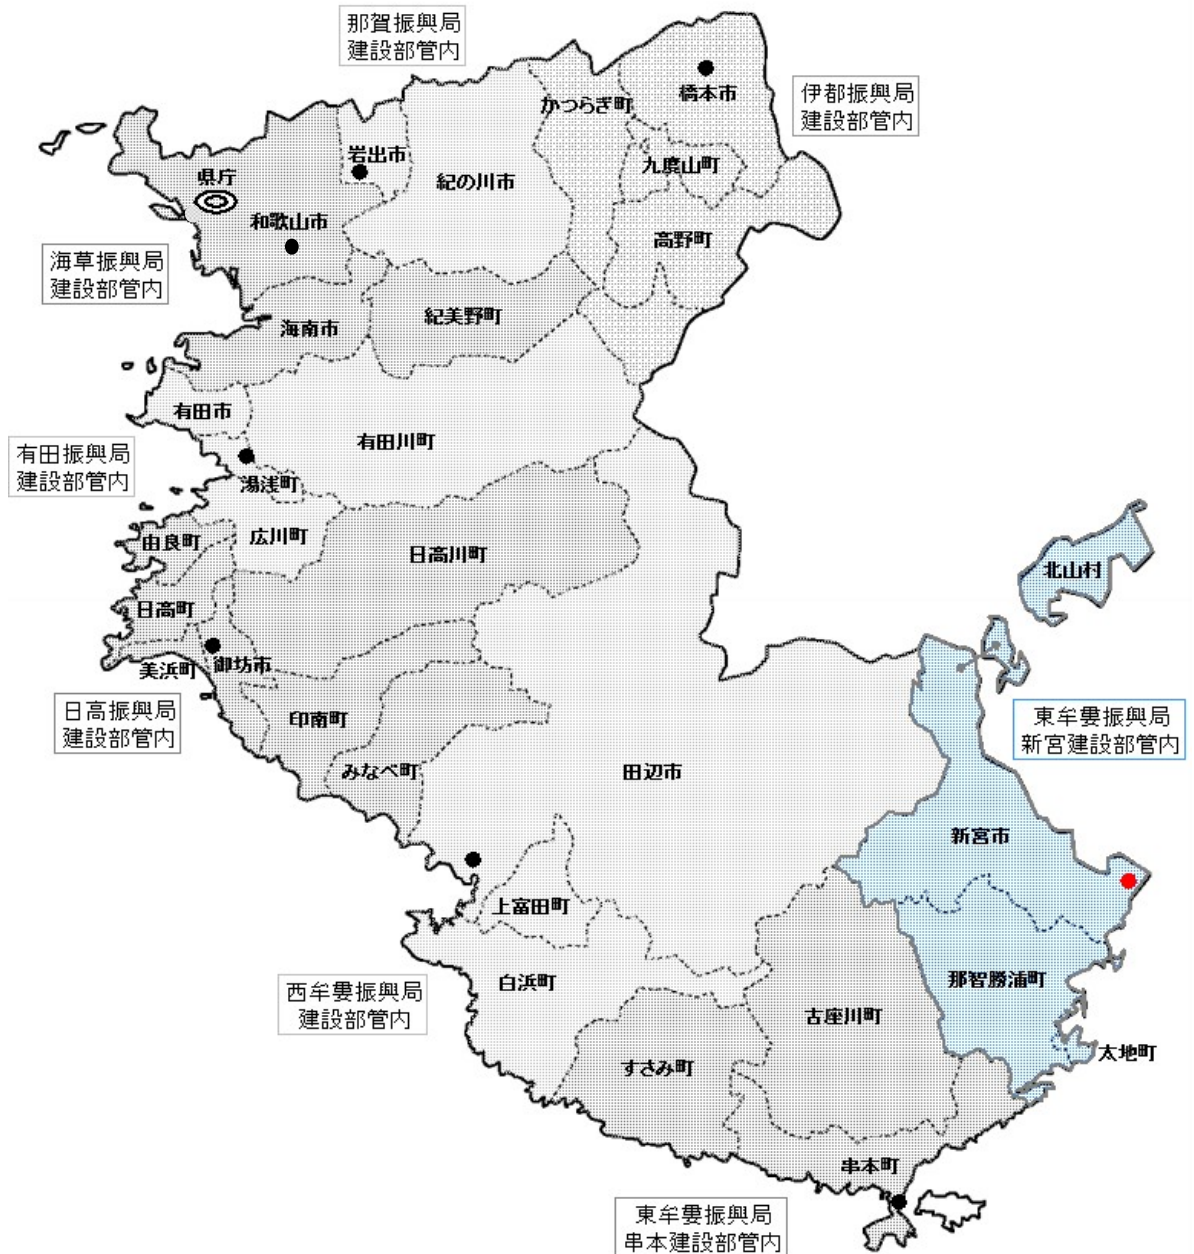 那賀振興局
建設部管内
伊都振興局
建設部管内
橋本市
かつらぎ町
岩出市
九度山町
県庁
紀の川市
和歌山市
高野町
海草振興局
建設部管内
海南市
紀美野町
有田市
有田川町
有田振興局
建設部管内
湯浅町
広川町
由良町
日高川町
北山村
日高町
美浜町
御坊市
日高振興局
建設部管内
印南町
東牟婁振興局
新宮建設部管内
みなべ町
田辺市
新宮市
上富田町
白浜町
那智勝浦町
西牟婁振興局
建設部管内
古座川町
太地町
すさみ町
串本町
東牟婁振興局
串本建設部管内